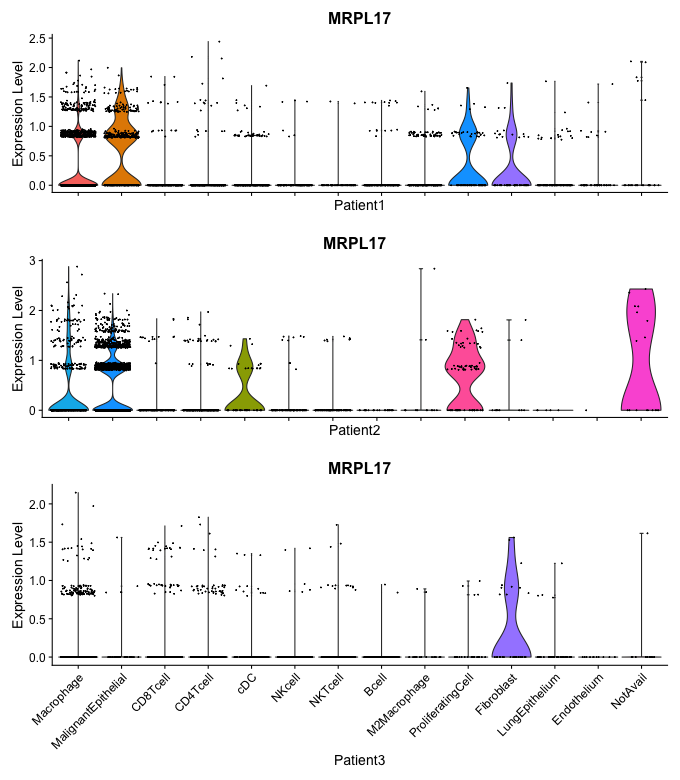 MRPL17
Expression Level
2.5
2.0
1.5
1.0
0.5
0.0
Patient1
MRPL17
Expression Level
3
2
1
0
Patient2
MRPL17
Expression Level
2.0
1.5
1.0
0.5
0.0
Macrophage
MalignantEpithelial
CD8Tcell
CD4Tcell
cDC
NKcell
NKTcell
Bcell
M2Macrophage
ProliferatingCell
Fibroblast
LungEpithelium
Endothelium
NotAvail
Patient3